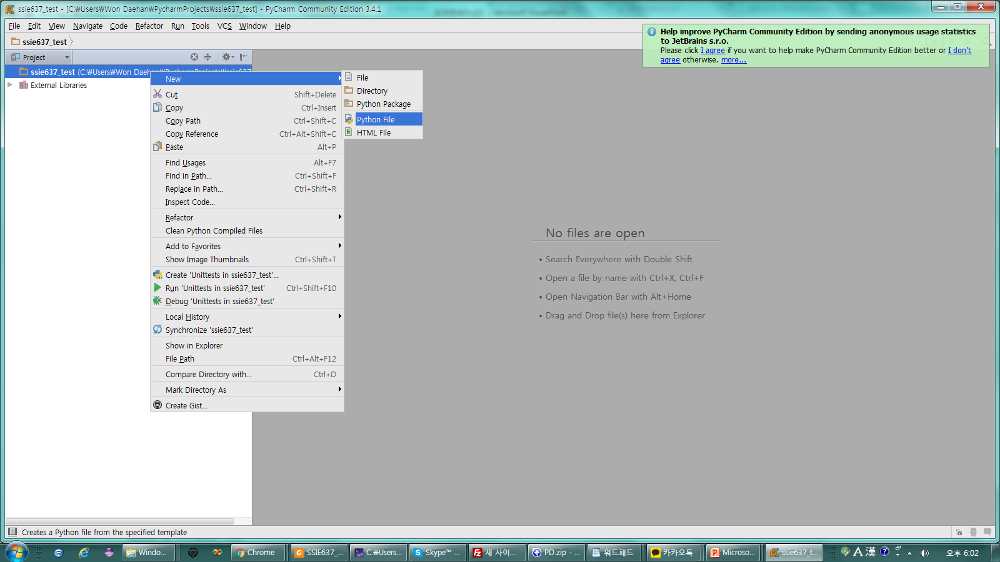 ssie637_test - [C:₩Users₩Won Daehan₩PycharmProjects₩ssie637_test] - PyCharm Community Edition 3.4.1
File Edit View Navigate Code Refactor Run Tools VCS Window Help
ssie637_test
Help improve PyCharm Community Edition by sending anonymous usage statistics
to JetBrains s.r.o.
Please click I agree if you want to help make PyCharm Community Edition better or I don't
agree otherwise. more...
Project
ssie637_test (C:₩Users₩Won Daehan₩PycharmProjects₩ssie637
External Libraries
New
Cut Shift+Delete
Copy Ctrl+Insert
Copy Path Ctrl+Shift+C
Copy Reference Ctrl+Alt+Shift+C
Paste Alt+P
Find Usages Alt+F7
Find in Path... Ctrl+Shift+F
Replace in Path... Ctrl+Shift+R
Inspect Code...
Refactor
Clean Python Compiled Files
Add to Favorites
Show Image Thumbnails Ctrl+Shift+T
Create 'Unittests in ssie637_test'...
Run 'Unittests in ssie637_test' Ctrl+Shift+F10
Debug 'Unittests in ssie637_test'
Local History
Synchronize 'ssie637_test'
Show in Explorer
File Path Ctrl+Alt+F12
Compare Directory with... Ctrl+D
Mark Directory As
Create Gist...
File
Directory
Python Package
Python File
HTML File
No files are open
• Search Everywhere with Double Shift
• Open a file by name with Ctrl+X, Ctrl+F
• Open Navigation Bar with Alt+Home
• Drag and Drop file(s) here from Explorer
Creates a Python file from the specified template
Windo... Chrome SSIE637_... C:₩Users... Skype™ ... 새 사이... PD.zip - ... 워드패드 카카오톡 Microso... ssie637_t... A 漢 오후 6:02